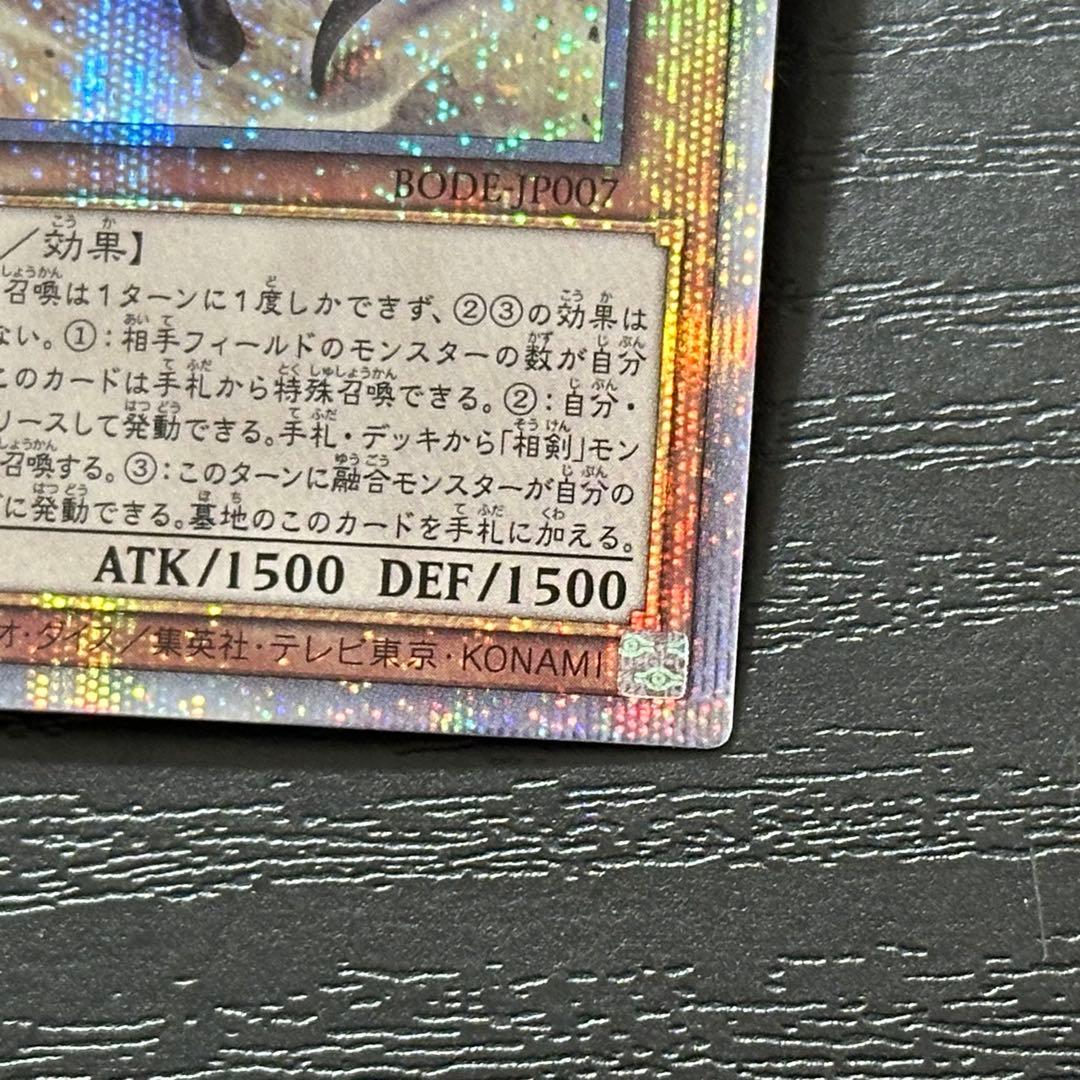 BODE-JP007
／効果】
召喚は1ターンに1度しかできず、②③の効果は
ない。①：相手フィールドのモンスターの数が自分
このカードは手札から特殊召喚できる。②：自分・
リースして発動できる。手札・デッキから「相剣」モン
召喚する。③：このターンに融合モンスターが自分の
に発動できる。墓地のこのカードを手札に加える。
ATK/1500 DEF/1500
オ・ダイス／集英社・テレビ東京・KONAMI